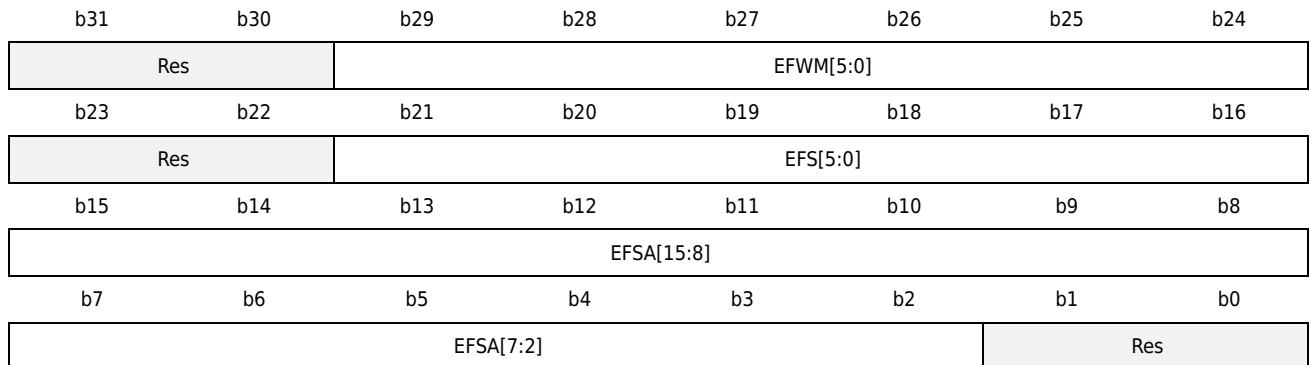 b31 b30 b29 b28 b27 b26 b25 b24
Res EFWM[5:0]
b23 b22 b21 b20 b19 b18 b17 b16
Res EFS[5:0]
b15 b14 b13 b12 b11 b10 b9 b8
EFSA[15:8]
b7 b6 b5 b4 b3 b2 b1 b0
EFSA[7:2] Res